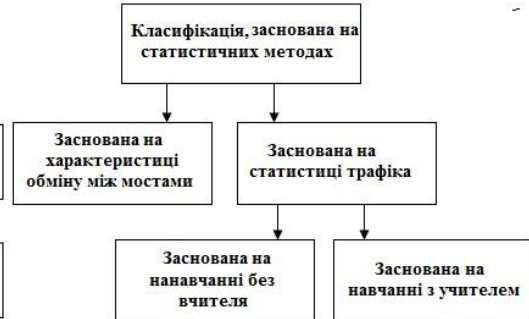 Класифікація, заснована на
статистичних методах
Заснована на
характеристиці
обміну між мостами
Заснована на
статистиці трафіка
Заснована на
нанавчанні без
вчителя
Заснована на
навчанні з учителем